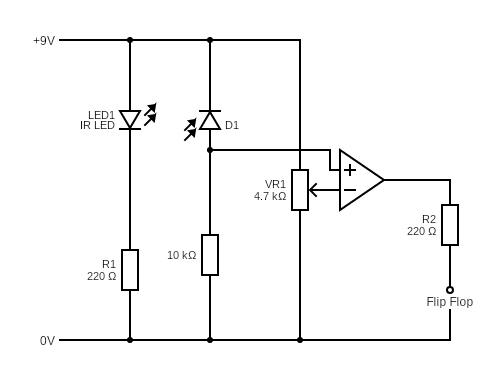 +9V
LED1
IR LED
D1
VR1
4.7 kΩ
R2
220 Ω
10 kΩ
R1
220 Ω
Flip Flop
0V